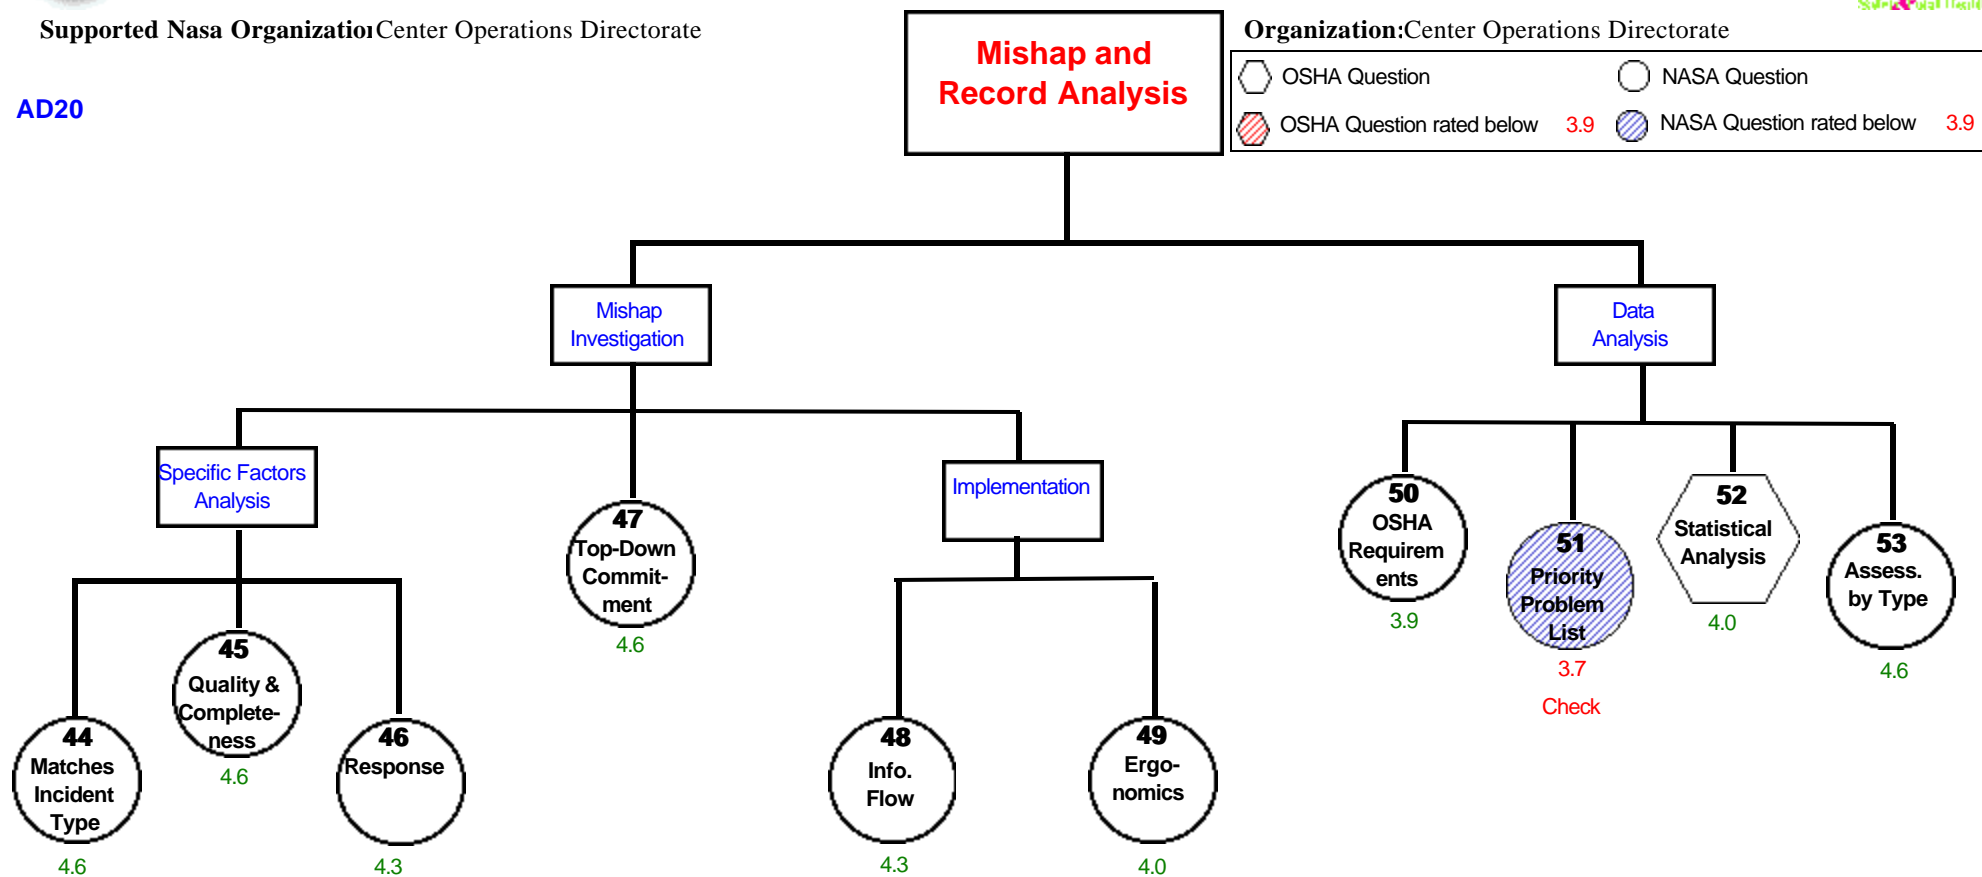 Supported Nasa Organization Center Operations Directorate
Organization:Center Operations Directorate
AD20
Mishap and
Record Analysis
OSHA Question
NASA Question
OSHA Question rated below 3.9
NASA Question rated below 3.9
Mishap
Investigation
Data
Analysis
Specific Factors
Analysis
Implementation
47
Top-Down
Commit-
ment
4.6
50
OSHA
Requirem
ents
3.9
51
Priority
Problem
List
3.7
Check
52
Statistical
Analysis
4.0
53
Assess.
by Type
4.6
44
Matches
Incident
Type
4.6
45
Quality &
Complete-
ness
4.6
46
Response
4.3
48
Info.
Flow
4.3
49
Ergo-
nomics
4.0